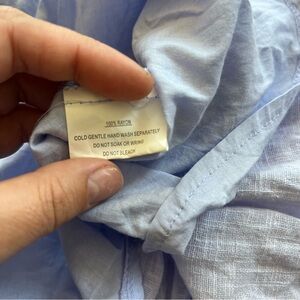 100% RAYON
COLD GENTLE HAND WASH SEPARATELY
DO NOT SOAK OR WRING
DO NOT BLEACH